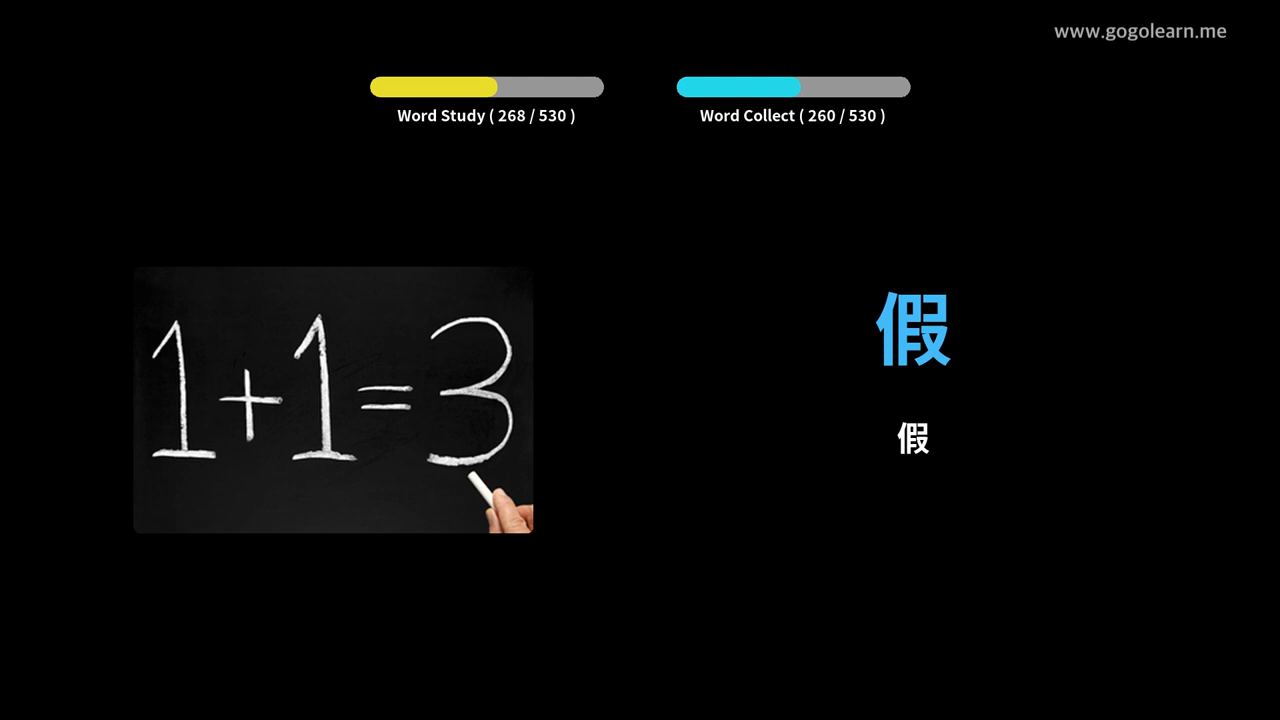 www.gogolearn.me
Word Study ( 268 / 530 )
Word Collect ( 260 / 530 )
1+1=3
假
假